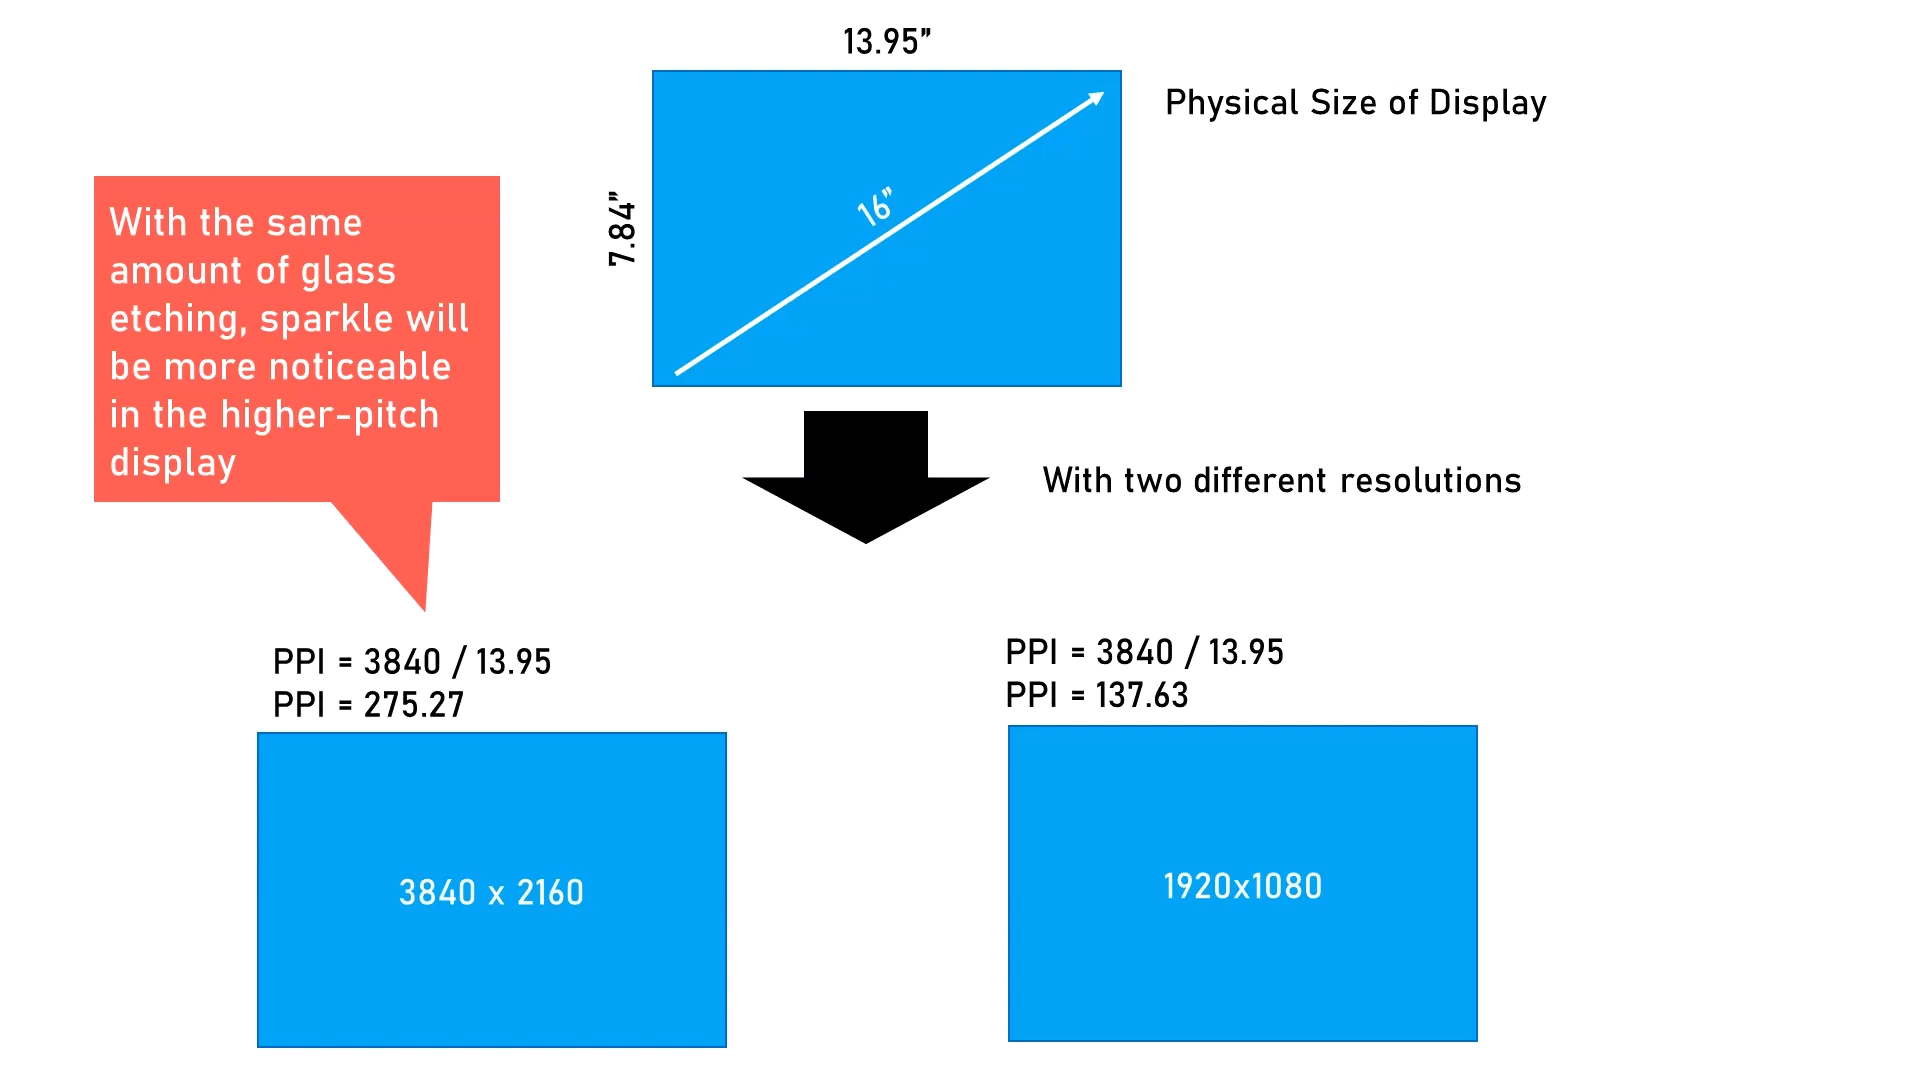 13.95”
Physical Size of Display
16”
7.84”
With the same
amount of glass
etching, sparkle will
be more noticeable
in the higher-pitch
display
With two different resolutions
PPI = 3840 / 13.95
PPI = 275.27
3840 x 2160
PPI = 3840 / 13.95
PPI = 137.63
1920x1080